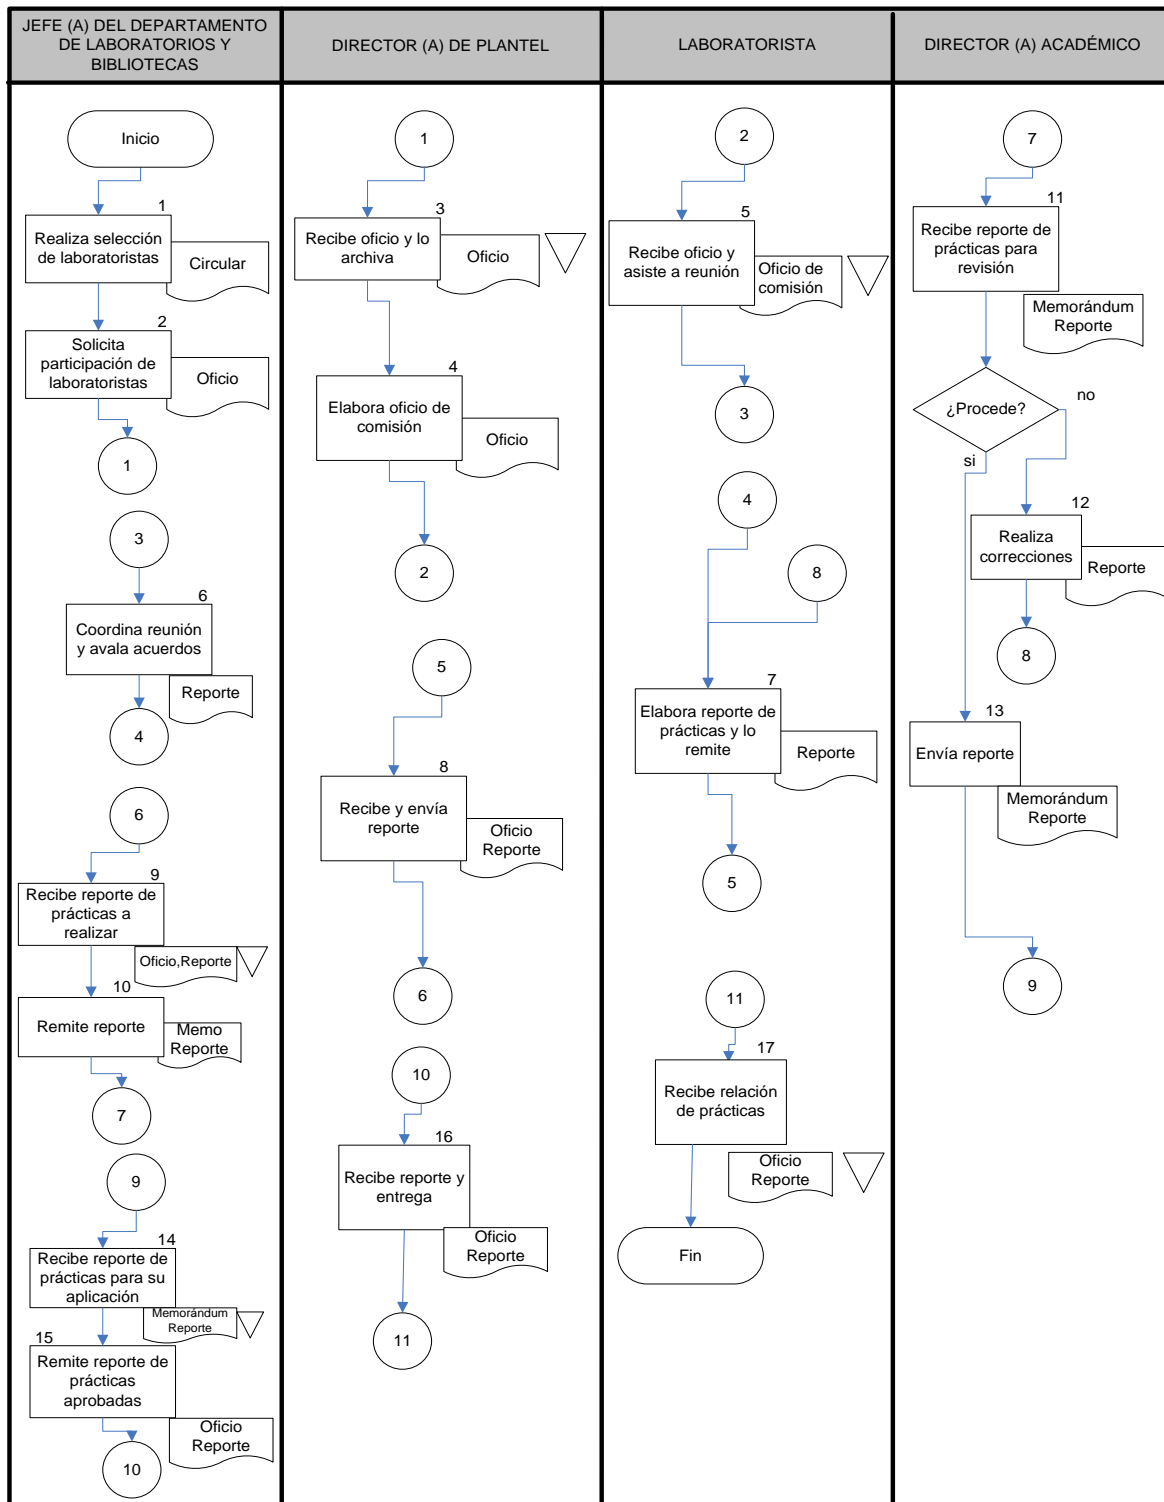 JEFE (A) DEL DEPARTAMENTO
DE LABORATORIOS Y
BIBLIOTECAS
DIRECTOR (A) DE PLANTEL
LABORATORISTA
DIRECTOR (A) ACADÉMICO
Inicio
1
Realiza selección
de laboratoristas
Circular
2
Solicita
participación de
laboratoristas
Oficio
1
3
6
Coordina reunión
y avala acuerdos
Reporte
4
6
9
Recibe reporte de
prácticas a
realizar
Oficio,Reporte
10
Remite reporte
Memo
Reporte
7
9
14
Recibe reporte de
prácticas para su
aplicación
Memorándum
Reporte
15
Remite reporte de
prácticas
aprobadas
Oficio
Reporte
10
1
3
Recibe oficio y lo
archiva
Oficio
4
Elabora oficio de
comisión
Oficio
2
5
8
Recibe y envía
reporte
Oficio
Reporte
6
10
16
Recibe reporte y
entrega
Oficio
Reporte
11
2
5
Recibe oficio y
asiste a reunión
Oficio de
comisión
3
4
8
7
Elabora reporte de
prácticas y lo
remite
Reporte
5
11
17
Recibe relación
de prácticas
Oficio
Reporte
Fin
7
11
Recibe reporte de
prácticas para
revisión
Memorándum
Reporte
¿Procede?
no
si
12
Realiza
correcciones
Reporte
8
13
Envía reporte
Memorándum
Reporte
9